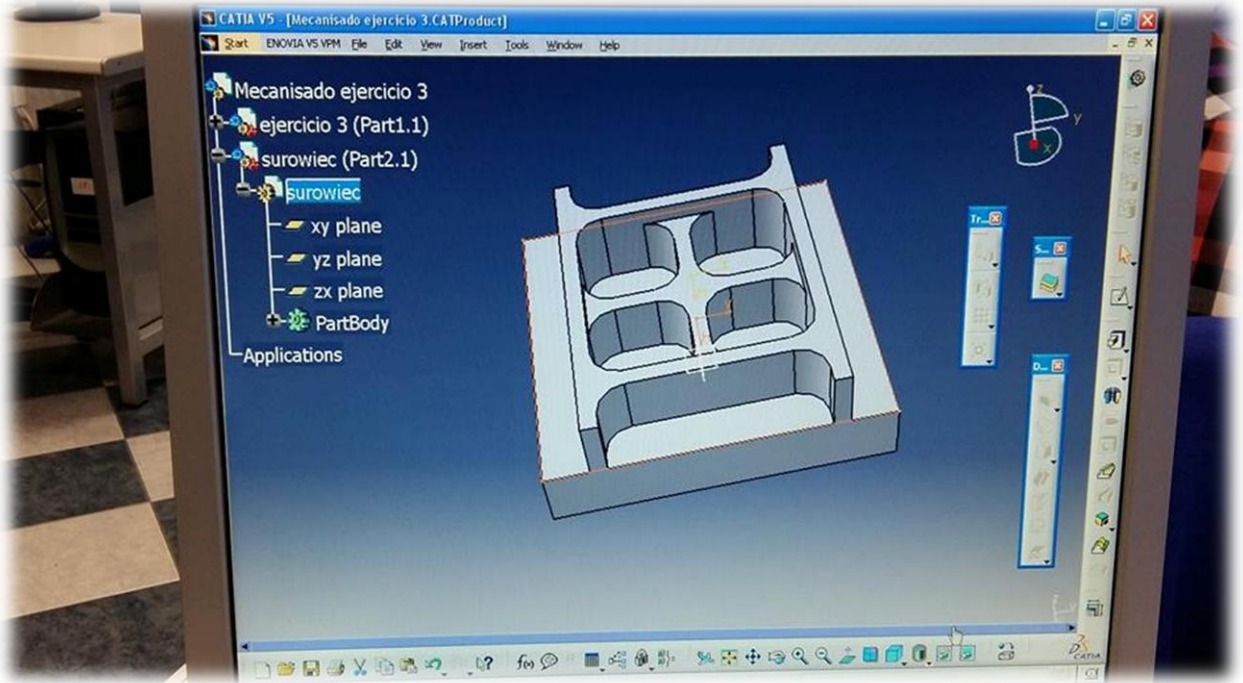 CATIA V5 - [Mecanisado ejercicio 3.CATProduct]
Start ENOVIA V5 VPM File Edit View Insert Tools Window Help
Mecanisado ejercicio 3
ejercicio 3 (Part1.1)
surowiec (Part2.1)
surowiec
xy plane
yz plane
zx plane
PartBody
Applications
z
y
x
Tr...
S...
D...
f(x)
CATIA